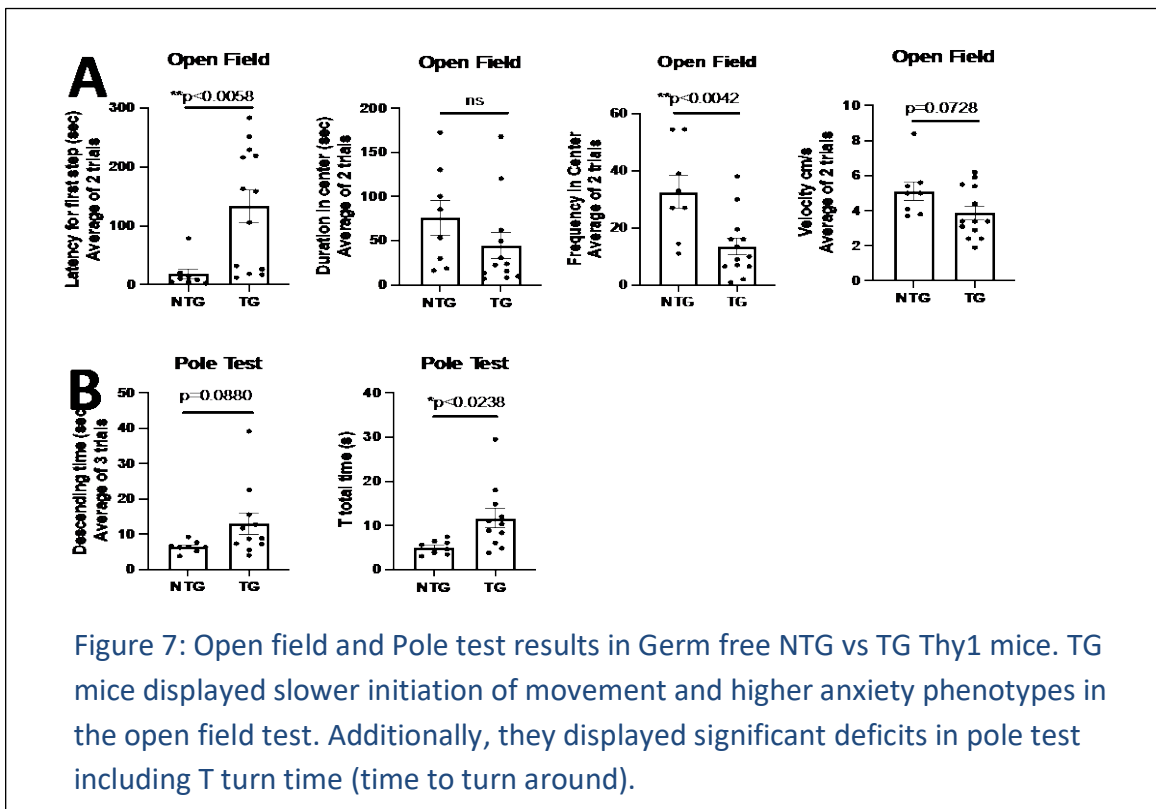 A
Open Field
**p<0.0058
Latency for first step (sec)
Average of 2 trials
300
200
100
0
NTG TG
Open Field
ns
Duration in center (sec)
Average of 2 trials
200
150
100
50
0
NTG TG
Open Field
**p<0.0042
Frequency in Center
Average of 2 trials
60
40
20
0
NTG TG
Open Field
p=0.0728
Velocity cm/s
Average of 2 trials
10
8
6
4
2
0
NTG TG
B
Pole Test
p=0.0880
Descending time (sec)
Average of 3 trials
50
40
30
20
10
0
NTG TG
Pole Test
*p<0.0238
T total time (s)
40
30
20
10
0
NTG TG
Figure 7: Open field and Pole test results in Germ free NTG vs TG Thy1 mice. TG
mice displayed slower initiation of movement and higher anxiety phenotypes in
the open field test. Additionally, they displayed significant deficits in pole test
including T turn time (time to turn around).